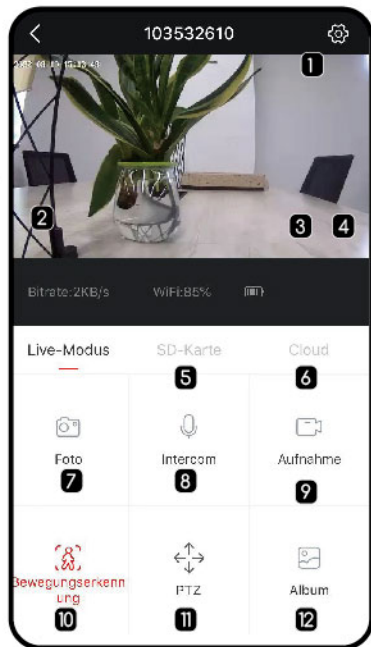 103532610
1
2
3
4
Bitrate:2KB/s WiFi:85%
Live-Modus SD-Karte Cloud
5
6
Foto Intercom Aufnahme
7
8
9
Bewegungserkenn
ung
PTZ Album
10
11
12